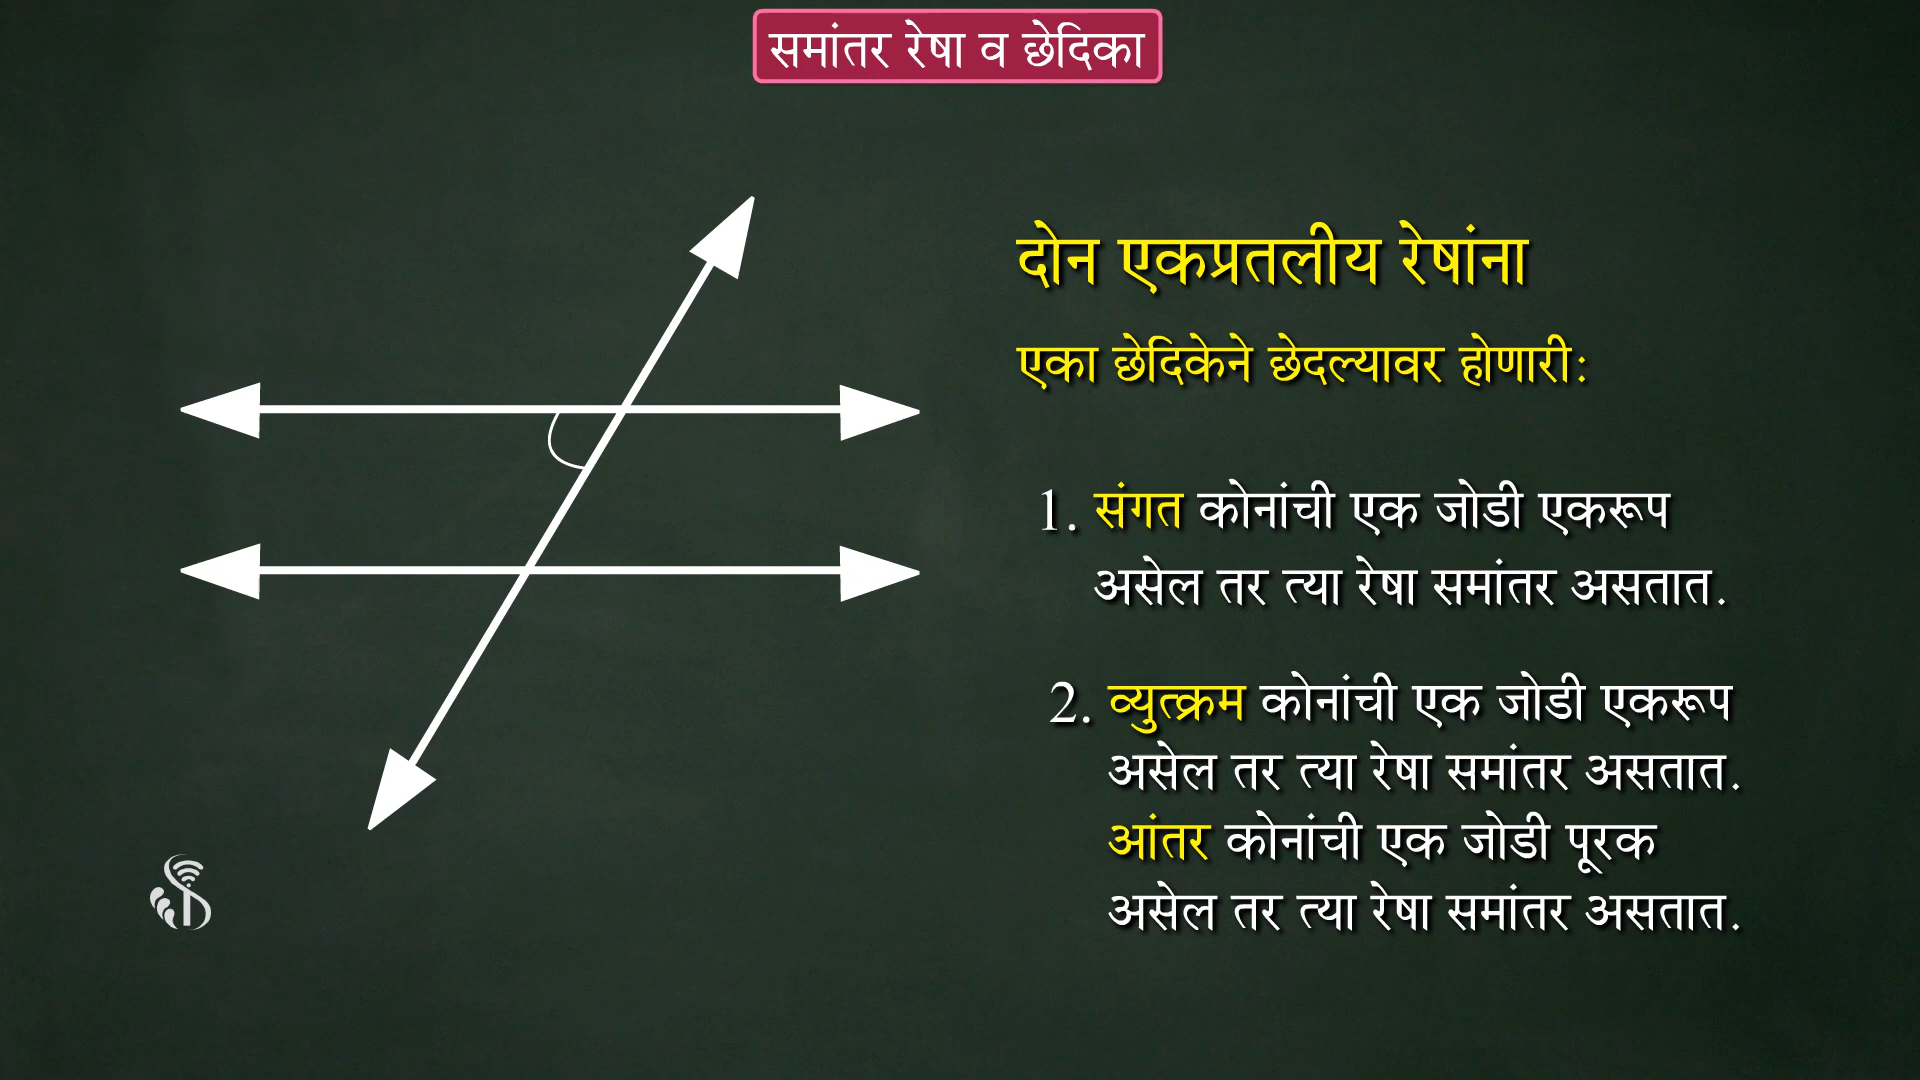 समांतर रेषा व छेदिका
दोन एकप्रतलीय रेषांना
एका छेदिकेने छेदल्यावर होणारी:
1. संगत कोनांची एक जोडी एकरूप
असेल तर त्या रेषा समांतर असतात.
2. व्युत्क्रम कोनांची एक जोडी एकरूप
असेल तर त्या रेषा समांतर असतात.
आंतर कोनांची एक जोडी पूरक
असेल तर त्या रेषा समांतर असतात.